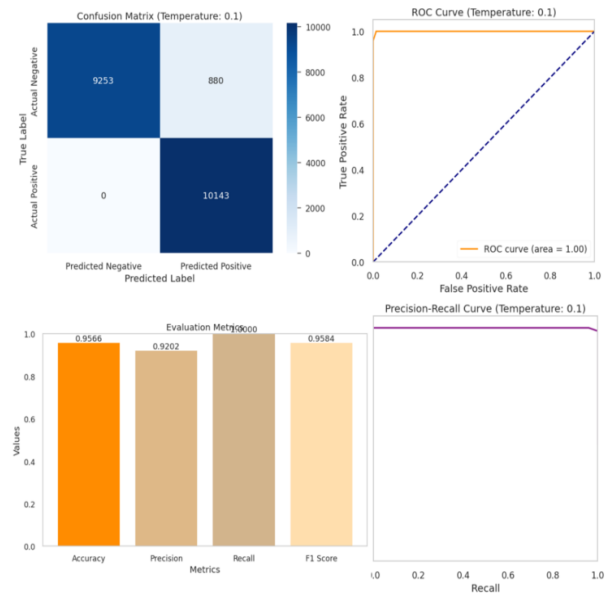 Confusion Matrix (Temperature: 0.1)
Actual Negative
Actual Positive
True Label
9253
880
0
10143
Predicted Negative
Predicted Positive
Predicted Label
10000
8000
6000
4000
2000
0
ROC Curve (Temperature: 0.1)
1.0
0.8
0.6
0.4
0.2
0.0
True Positive Rate
ROC curve (area = 1.00)
0.0
0.2
0.4
0.6
0.8
1.0
False Positive Rate
Evaluation Metrics
1.0
0.8
0.6
0.4
0.2
0.0
Values
0.9566
0.9202
1.0000
0.9584
Accuracy
Precision
Recall
F1 Score
Metrics
Precision-Recall Curve (Temperature: 0.1)
.0
0.2
0.4
0.6
0.8
1.0
Recall